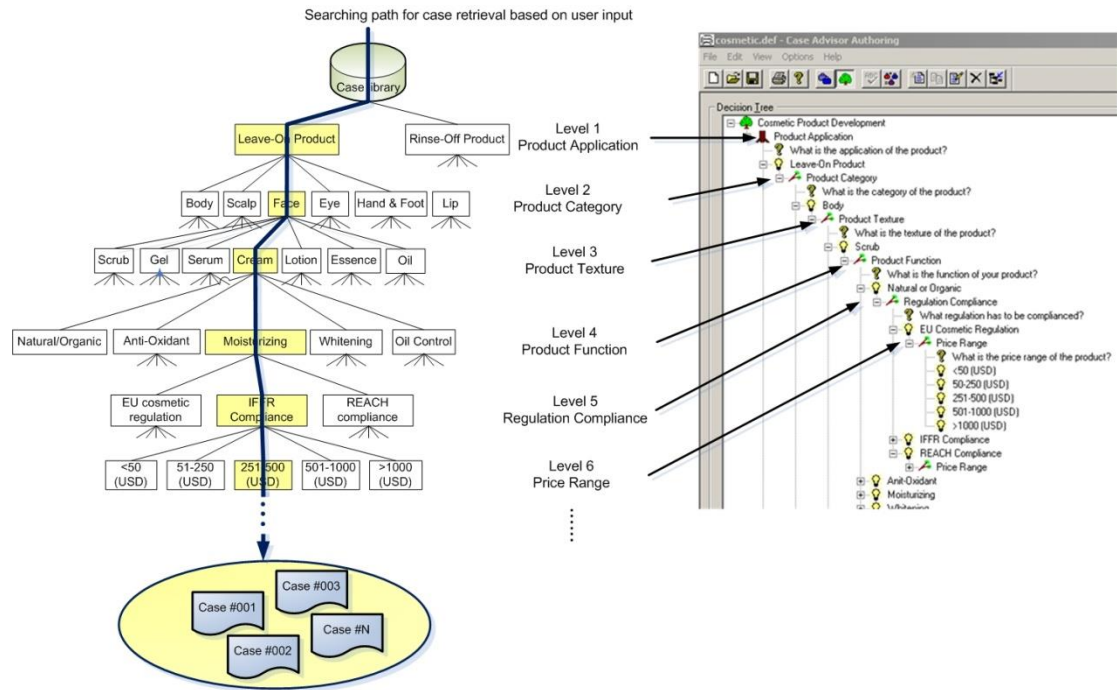 Searching path for case retrieval based on user input
Case library
Leave-On Product
Rinse-Off Product
Body
Scalp
Face
Eye
Hand & Foot
Lip
Scrub
Gel
Serum
Cream
Lotion
Essence
Oil
Natural/Organic
Anti-Oxidant
Moisturizing
Whitening
Oil Control
EU cosmetic
regulation
IFFR
Compliance
REACH
compliance
<50
(USD)
51-250
(USD)
251-500
(USD)
501-1000
(USD)
>1000
(USD)
Case #001
Case #003
Case #002
Case #N
Level 1
Product Application
Level 2
Product Category
Level 3
Product Texture
Level 4
Product Function
Level 5
Regulation Compliance
Level 6
Price Range
cosmetic.def - Case Advisor Authoring
File Edit View Options Help
Decision Tree
Cosmetic Product Development
Product Application
What is the application of the product?
Leave-On Product
Product Category
What is the category of the product?
Body
Product Texture
What is the texture of the product?
Scrub
Product Function
What is the function of your product?
Natural or Organic
Regulation Compliance
What regulation has to be complianced?
EU Cosmetic Regulation
Price Range
What is the price range of the product?
<50 (USD)
50-250 (USD)
251-500 (USD)
501-1000 (USD)
>1000 (USD)
IFFR Compliance
REACH Compliance
Price Range
Anit-Oxidant
Moisturizing
Whitening